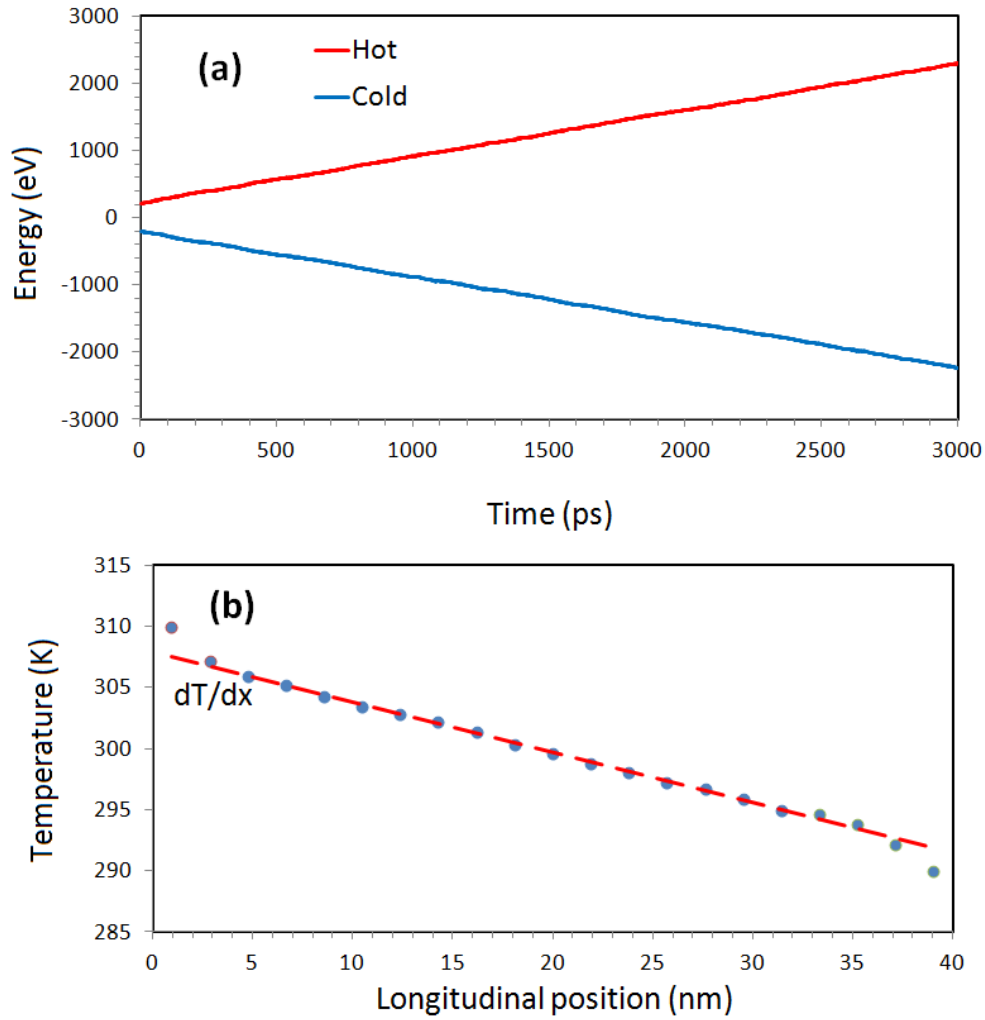 3000
2000
1000
0
-1000
-2000
-3000
Energy (eV)
(a)
Hot
Cold
0 500 1000 1500 2000 2500 3000
Time (ps)
315
310
305
300
295
290
285
Temperature (K)
(b)
dT/dx
0 5 10 15 20 25 30 35 40
Longitudinal position (nm)